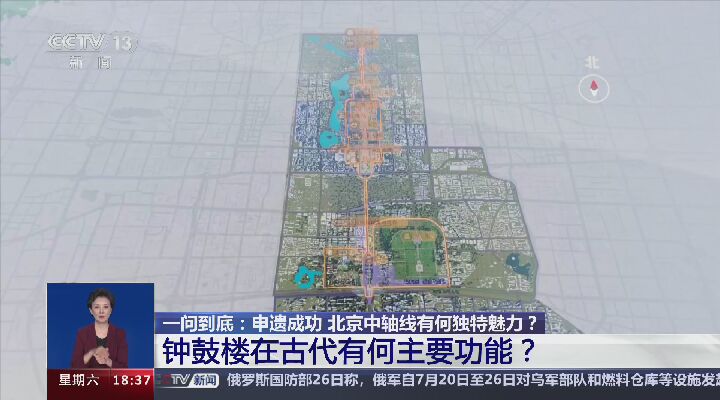 CCTV 13
新闻
北
一问到底：申遗成功 北京中轴线有何独特魅力？
钟鼓楼在古代有何主要功能？
星期六 18:37 CCTV 新闻 俄罗斯国防部26日称，俄军自7月20日至26日对乌军部队和燃料仓库等设施发起